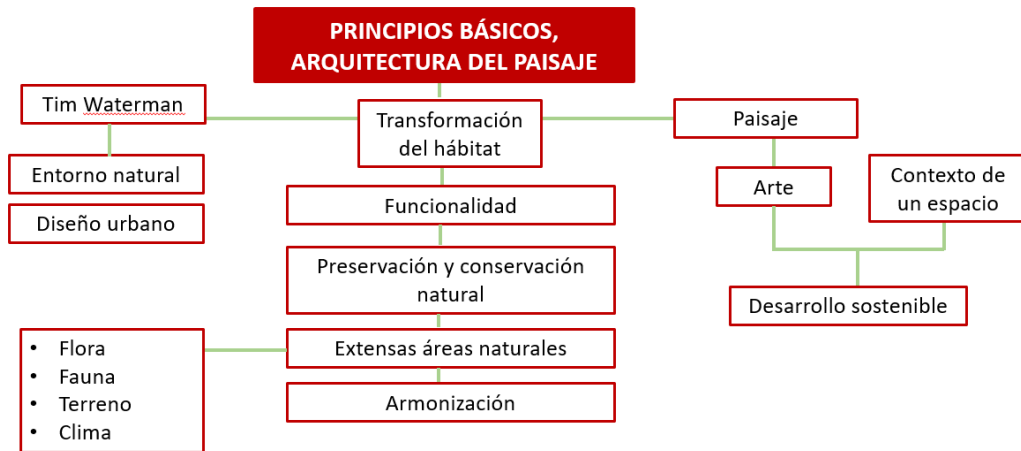 PRINCIPIOS BÁSICOS,
ARQUITECTURA DEL PAISAJE
Tim Waterman
Transformación
del hábitat
Paisaje
Entorno natural
Diseño urbano
Funcionalidad
Arte
Contexto de
un espacio
Preservación y conservación
natural
Desarrollo sostenible
• Flora
• Fauna
• Terreno
• Clima
Extensas áreas naturales
Armonización